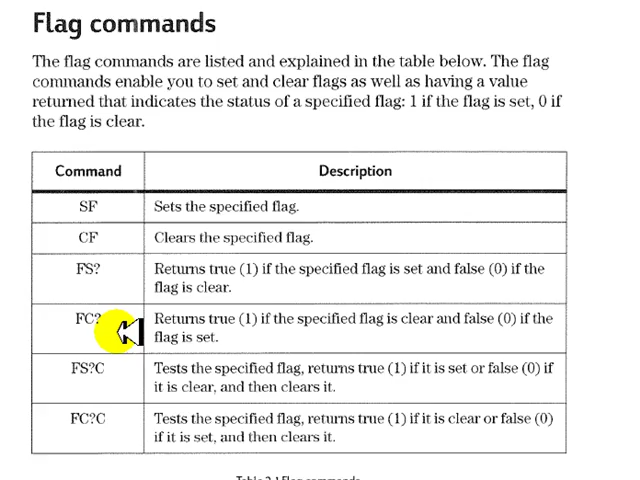 Flag commands
The flag commands are listed and explained in the table below. The flag
commands enable you to set and clear flags as well as having a value
returned that indicates the status of a specified flag: 1 if the flag is set, 0 if
the flag is clear.
Command Description
SF Sets the specified flag.
CF Clears the specified flag.
FS? Returns true (1) if the specified flag is set and false (0) if the
flag is clear.
FC? Returns true (1) if the specified flag is clear and false (0) if the
flag is set.
FS?C Tests the specified flag, returns true (1) if it is set or false (0) if
it is clear, and then clears it.
FC?C Tests the specified flag, returns true (1) if it is clear or false (0)
if it is set, and then clears it.